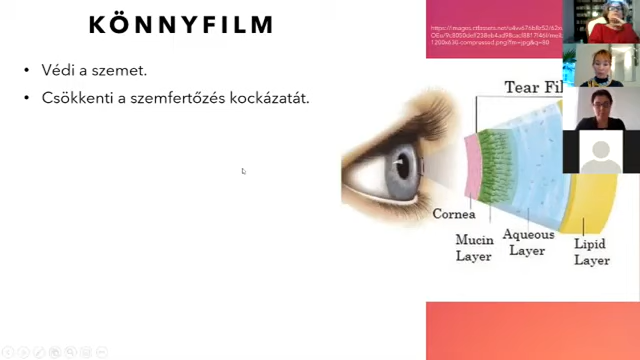 KÖNNYFILM
• Védi a szemet.
• Csökkenti a szemfertőzés kockázatát.
Tear Fil
Cornea
Mucin
Layer
Aqueous
Layer
Lipid
Layer